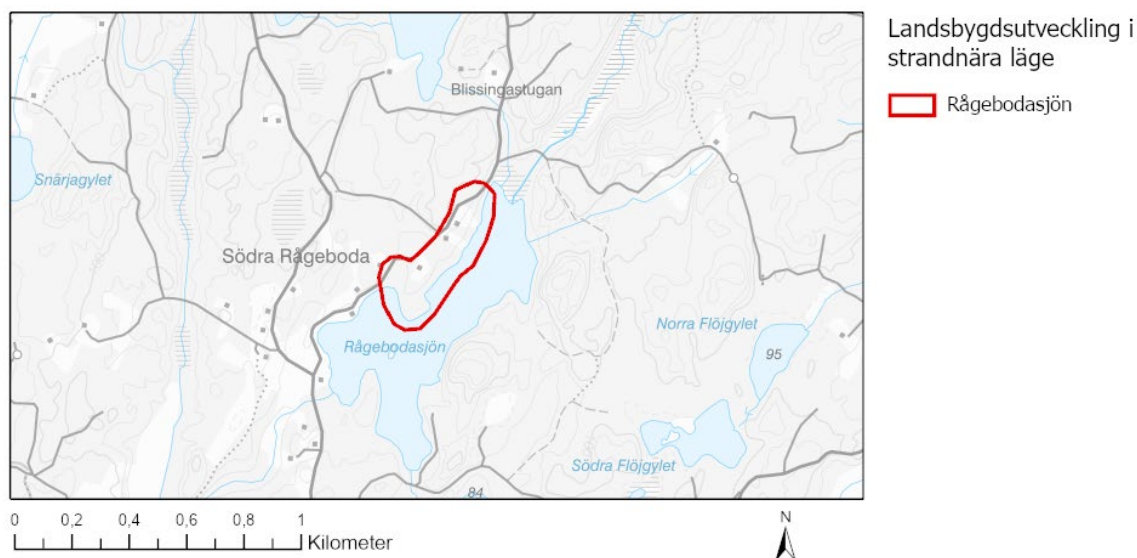 Landsbygdsutveckling i
strandnära läge
Rågebodasjön
Blissingastugan
Snärjagylet
Södra Rågeboda
Norra Flöjgylet
Rågebodasjön
95
Södra Flöjgylet
84
0 0,2 0,4 0,6 0,8 1
Kilometer
N